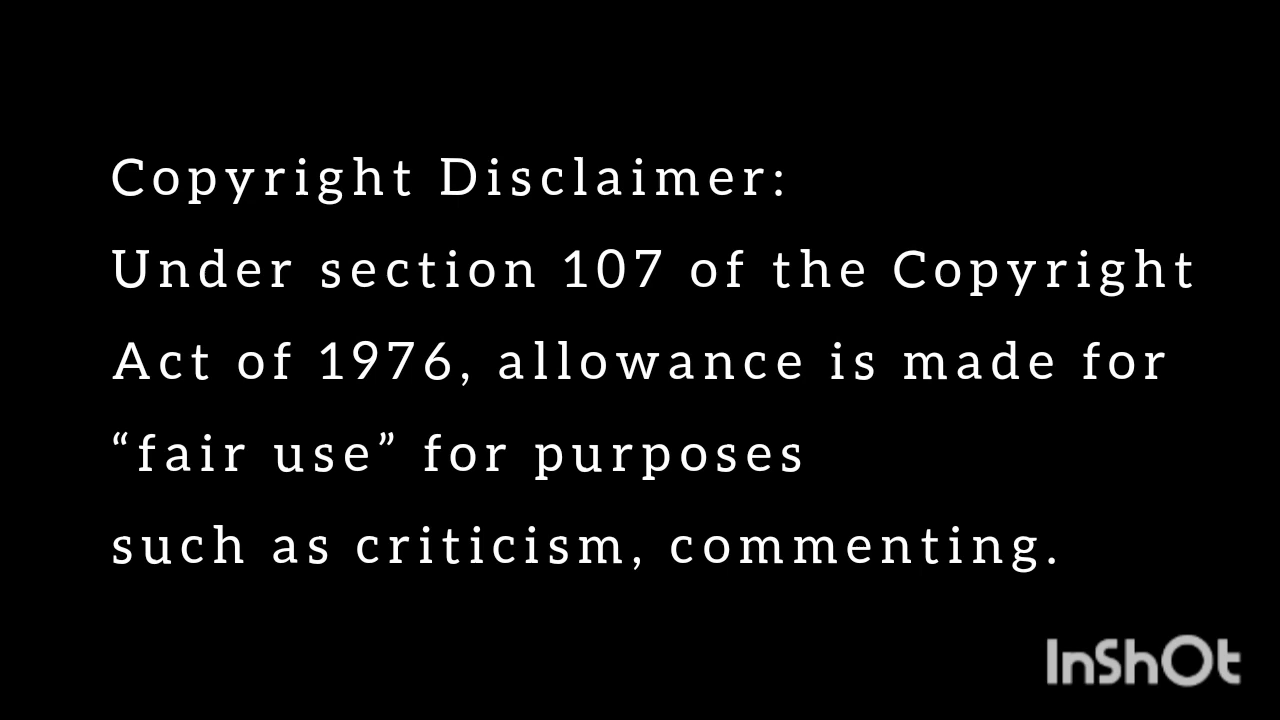 Copyright Disclaimer:
Under section 107 of the Copyright
Act of 1976, allowance is made for
“fair use” for purposes
such as criticism, commenting.
InShOt